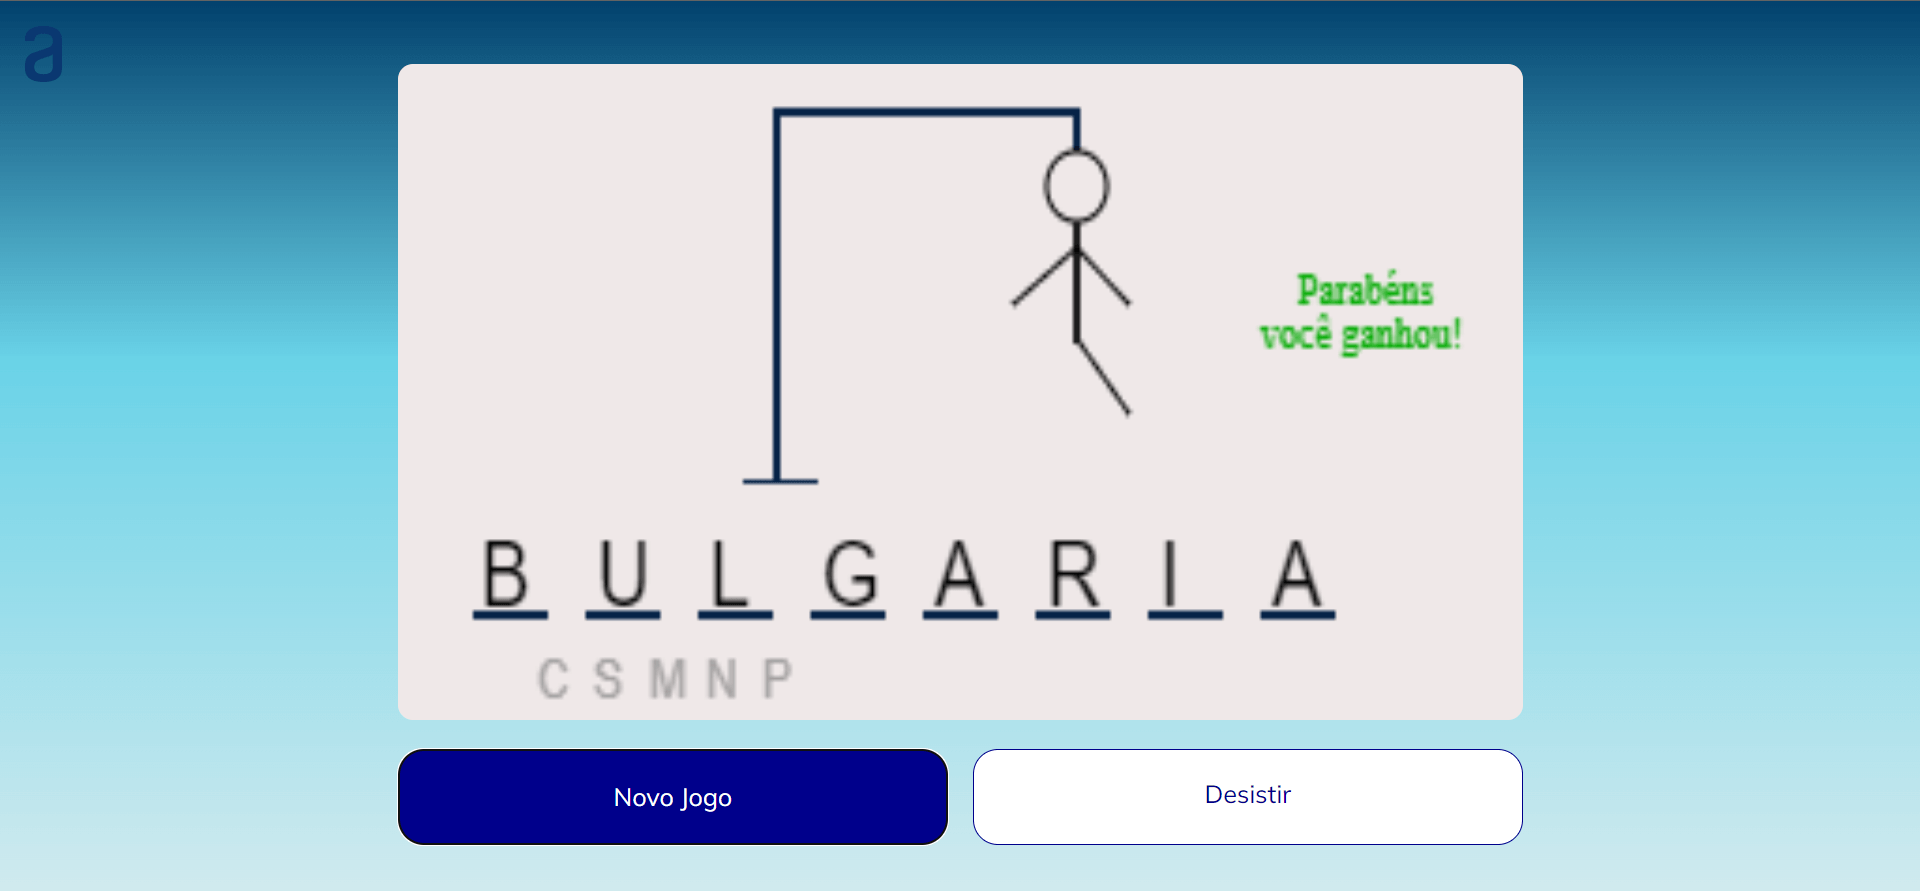 a
Parabéns
você ganhou!
B U L G A R I A
C S M N P
Novo Jogo
Desistir